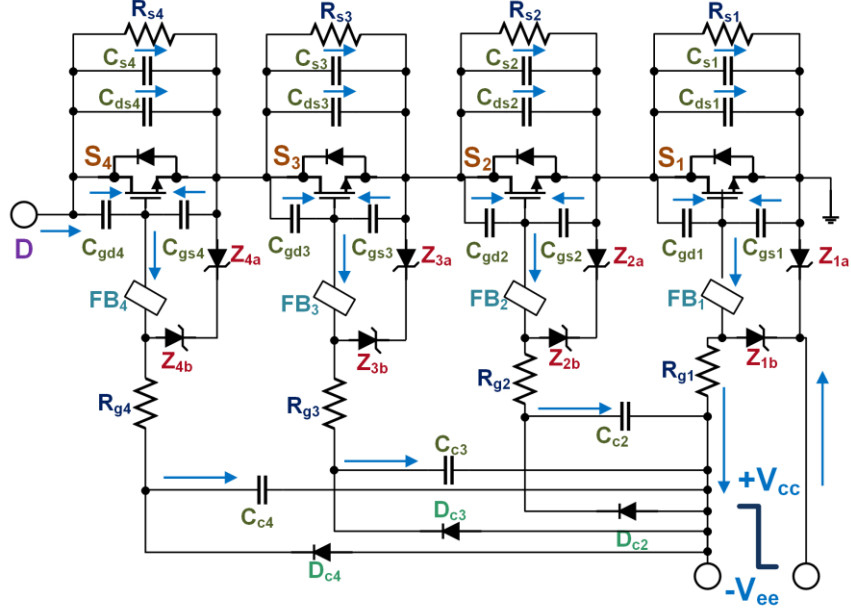 Rs4 Rs3 Rs2 Rs1
Cs4 Cs3 Cs2 Cs1
Cds4 Cds3 Cds2 Cds1
S4 S3 S2 S1
D Cgd4 Cgs4 Cgd3 Cgs3 Cgd2 Cgs2 Cgd1 Cgs1
Z4a Z3a Z2a Z1a
FB4 FB3 FB2 FB1
Z4b Z3b Z2b Z1b
Rg4 Rg3 Rg2 Rg1
Cc2
Cc3
Cc4
+Vcc
Dc3
Dc2
Dc4
-Vee